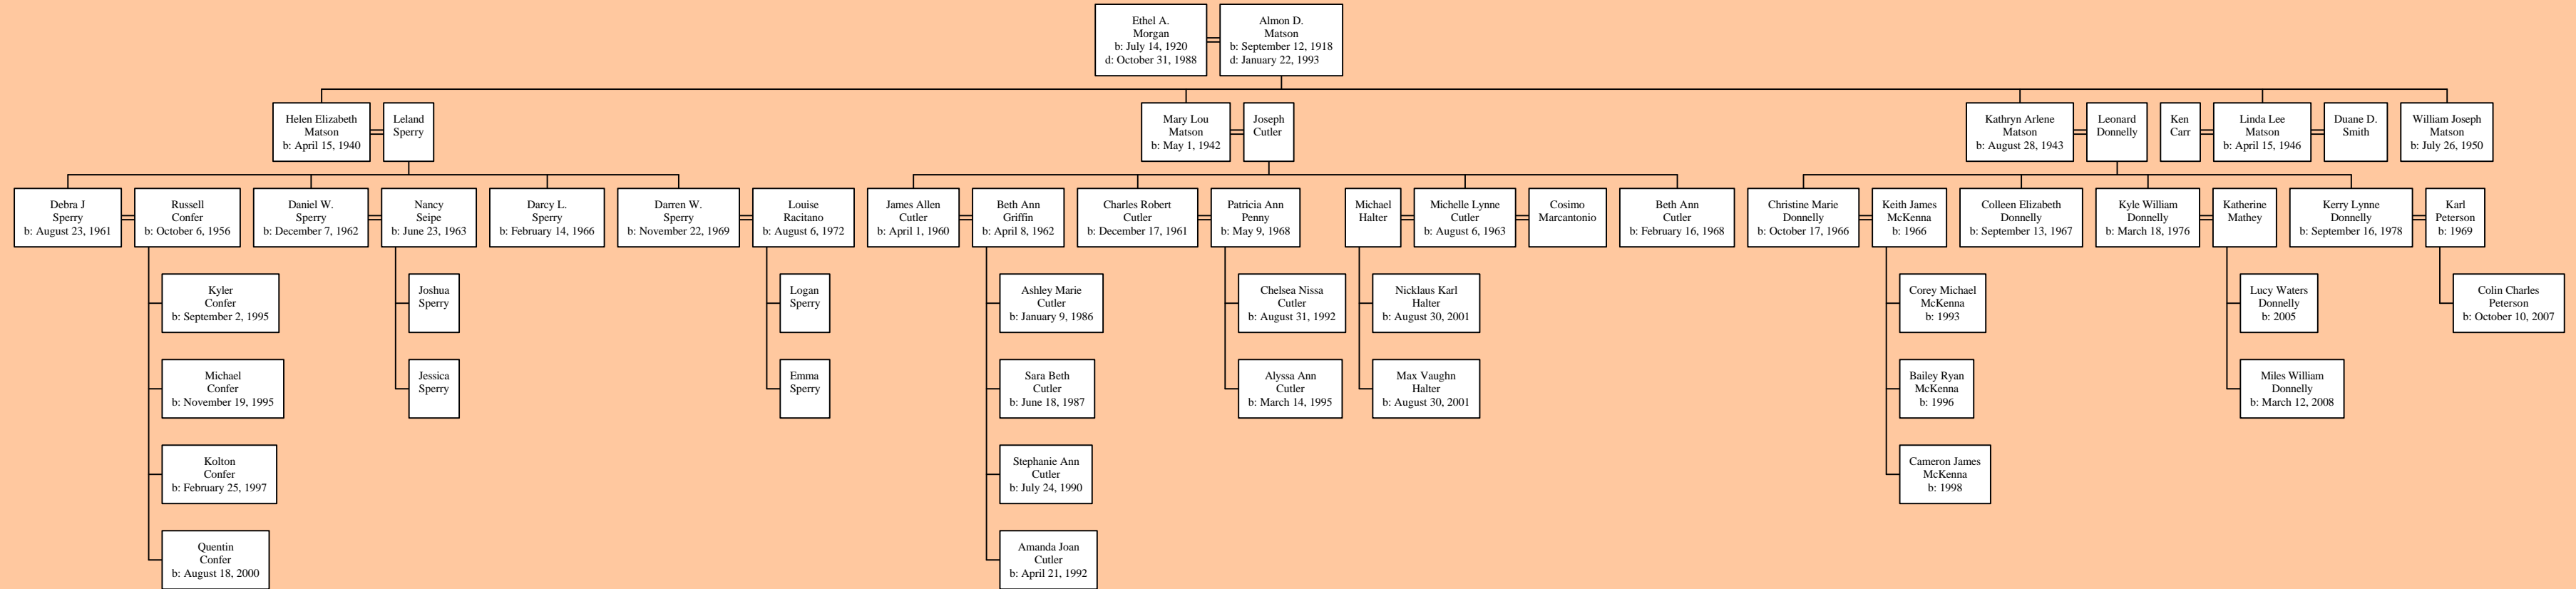 Ethel A.
Morgan
b: July 14, 1920
d: October 31, 1988
Almon D.
Matson
b: September 12, 1918
d: January 22, 1993
Helen Elizabeth
Matson
b: April 15, 1940
Leland
Sperry
Mary Lou
Matson
b: May 1, 1942
Joseph
Cutler
Kathryn Arlene
Matson
b: August 28, 1943
Leonard
Donnelly
Ken
Carr
Linda Lee
Matson
b: April 15, 1946
Duane D.
Smith
William Joseph
Matson
b: July 26, 1950
Debra J
Sperry
b: August 23, 1961
Russell
Confer
b: October 6, 1956
Daniel W.
Sperry
b: December 7, 1962
Nancy
Seipe
b: June 23, 1963
Darcy L.
Sperry
b: February 14, 1966
Darren W.
Sperry
b: November 22, 1969
Louise
Racitano
b: August 6, 1972
James Allen
Cutler
b: April 1, 1960
Beth Ann
Griffin
b: April 8, 1962
Charles Robert
Cutler
b: December 17, 1961
Patricia Ann
Penny
b: May 9, 1968
Michael
Halter
Michelle Lynne
Cutler
b: August 6, 1963
Cosimo
Marcantonio
Beth Ann
Cutler
b: February 16, 1968
Christine Marie
Donnelly
b: October 17, 1966
Keith James
McKenna
b: 1966
Colleen Elizabeth
Donnelly
b: September 13, 1967
Kyle William
Donnelly
b: March 18, 1976
Katherine
Mathey
Kerry Lynne
Donnelly
b: September 16, 1978
Karl
Peterson
b: 1969
Kyler
Confer
b: September 2, 1995
Joshua
Sperry
Logan
Sperry
Ashley Marie
Cutler
b: January 9, 1986
Chelsea Nissa
Cutler
b: August 31, 1992
Nicklaus Karl
Halter
b: August 30, 2001
Corey Michael
McKenna
b: 1993
Lucy Waters
Donnelly
b: 2005
Colin Charles
Peterson
b: October 10, 2007
Michael
Confer
b: November 19, 1995
Jessica
Sperry
Emma
Sperry
Sara Beth
Cutler
b: June 18, 1987
Alyssa Ann
Cutler
b: March 14, 1995
Max Vaughn
Halter
b: August 30, 2001
Bailey Ryan
McKenna
b: 1996
Miles William
Donnelly
b: March 12, 2008
Kolton
Confer
b: February 25, 1997
Stephanie Ann
Cutler
b: July 24, 1990
Cameron James
McKenna
b: 1998
Quentin
Confer
b: August 18, 2000
Amanda Joan
Cutler
b: April 21, 1992